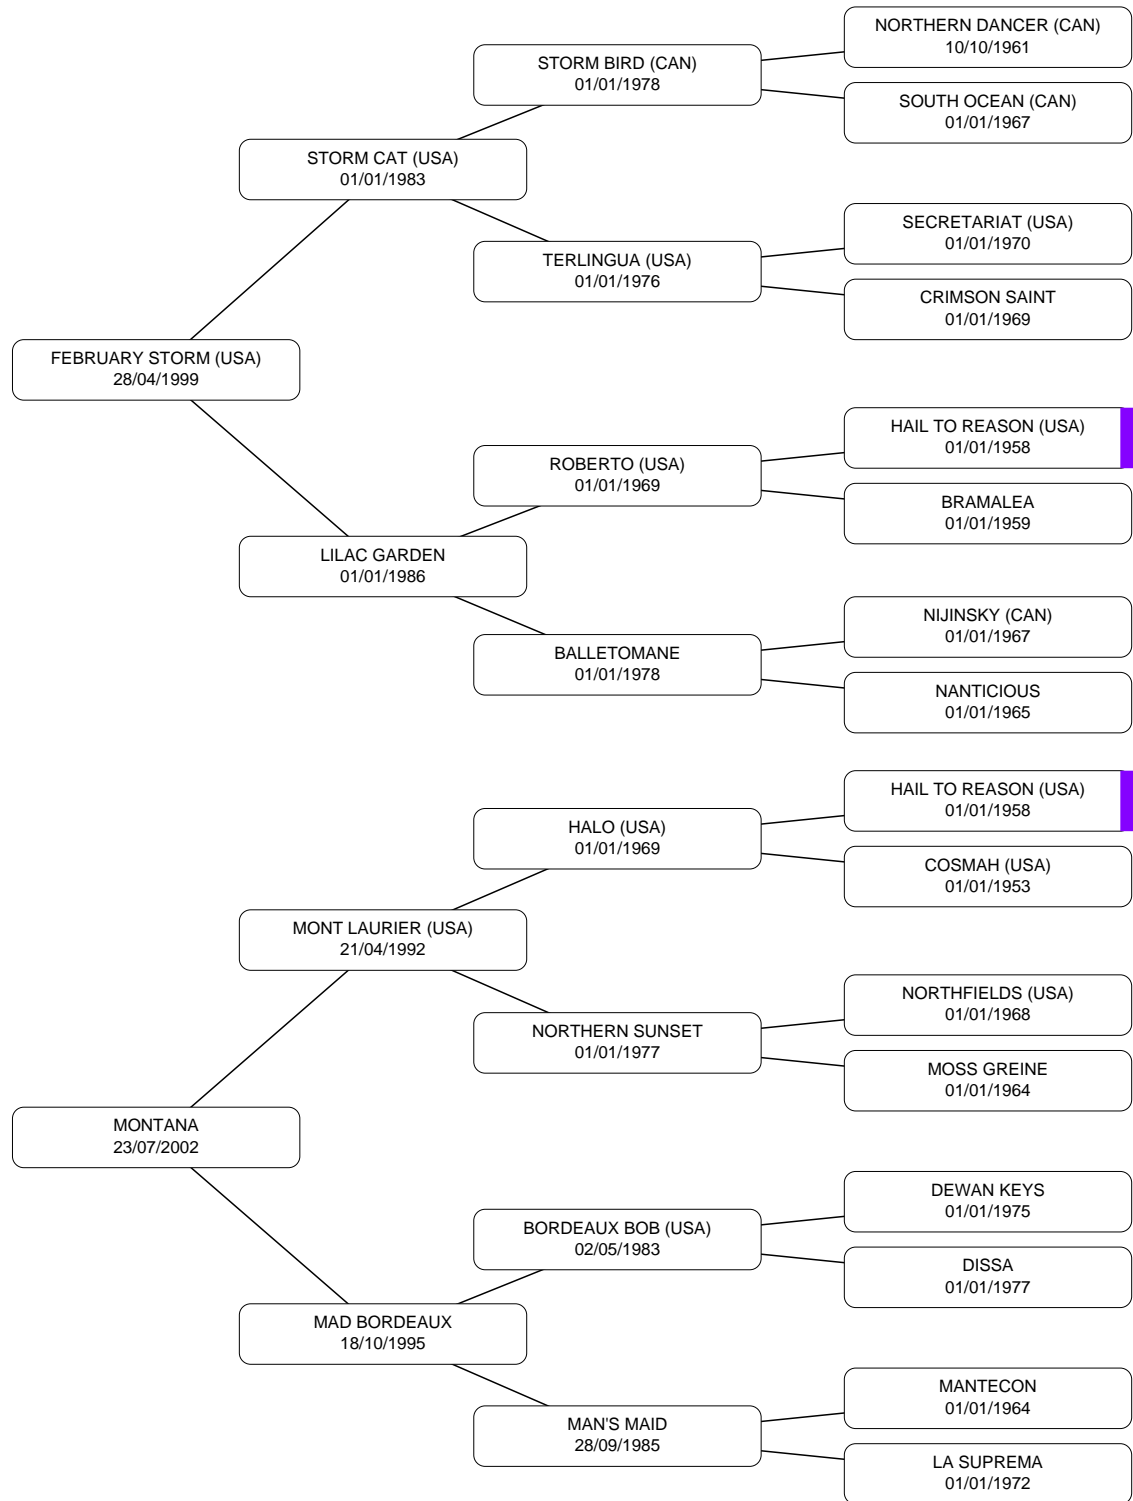 NORTHERN DANCER (CAN)
10/10/1961
STORM BIRD (CAN)
01/01/1978
SOUTH OCEAN (CAN)
01/01/1967
STORM CAT (USA)
01/01/1983
SECRETARIAT (USA)
01/01/1970
TERLINGUA (USA)
01/01/1976
CRIMSON SAINT
01/01/1969
FEBRUARY STORM (USA)
28/04/1999
HAIL TO REASON (USA)
01/01/1958
ROBERTO (USA)
01/01/1969
BRAMALEA
01/01/1959
LILAC GARDEN
01/01/1986
NIJINSKY (CAN)
01/01/1967
BALLETOMANE
01/01/1978
NANTICIOUS
01/01/1965
HAIL TO REASON (USA)
01/01/1958
HALO (USA)
01/01/1969
COSMAH (USA)
01/01/1953
MONT LAURIER (USA)
21/04/1992
NORTHFIELDS (USA)
01/01/1968
NORTHERN SUNSET
01/01/1977
MOSS GREINE
01/01/1964
MONTANA
23/07/2002
DEWAN KEYS
01/01/1975
BORDEAUX BOB (USA)
02/05/1983
DISSA
01/01/1977
MAD BORDEAUX
18/10/1995
MANTECON
01/01/1964
MAN'S MAID
28/09/1985
LA SUPREMA
01/01/1972